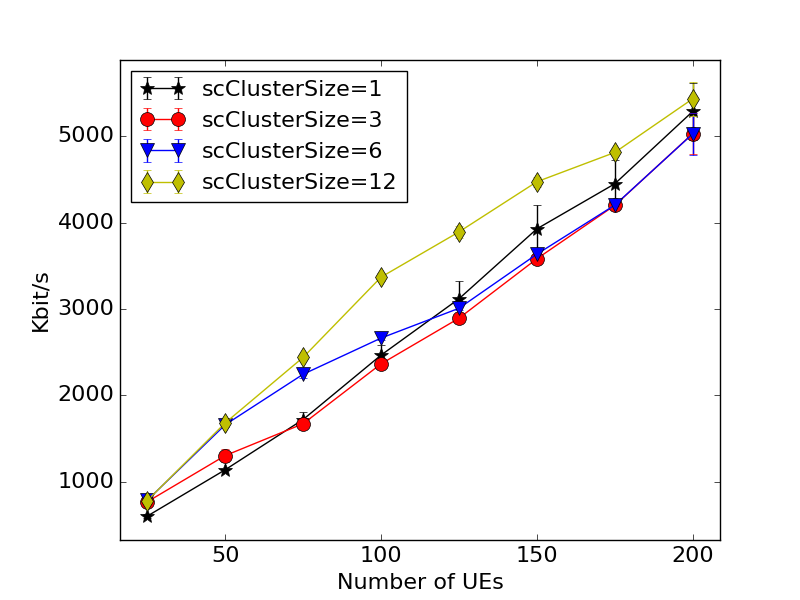 scClusterSize=1
scClusterSize=3
scClusterSize=6
scClusterSize=12
5000
4000
3000
2000
1000
Kbit/s
50 100 150 200
Number of UEs